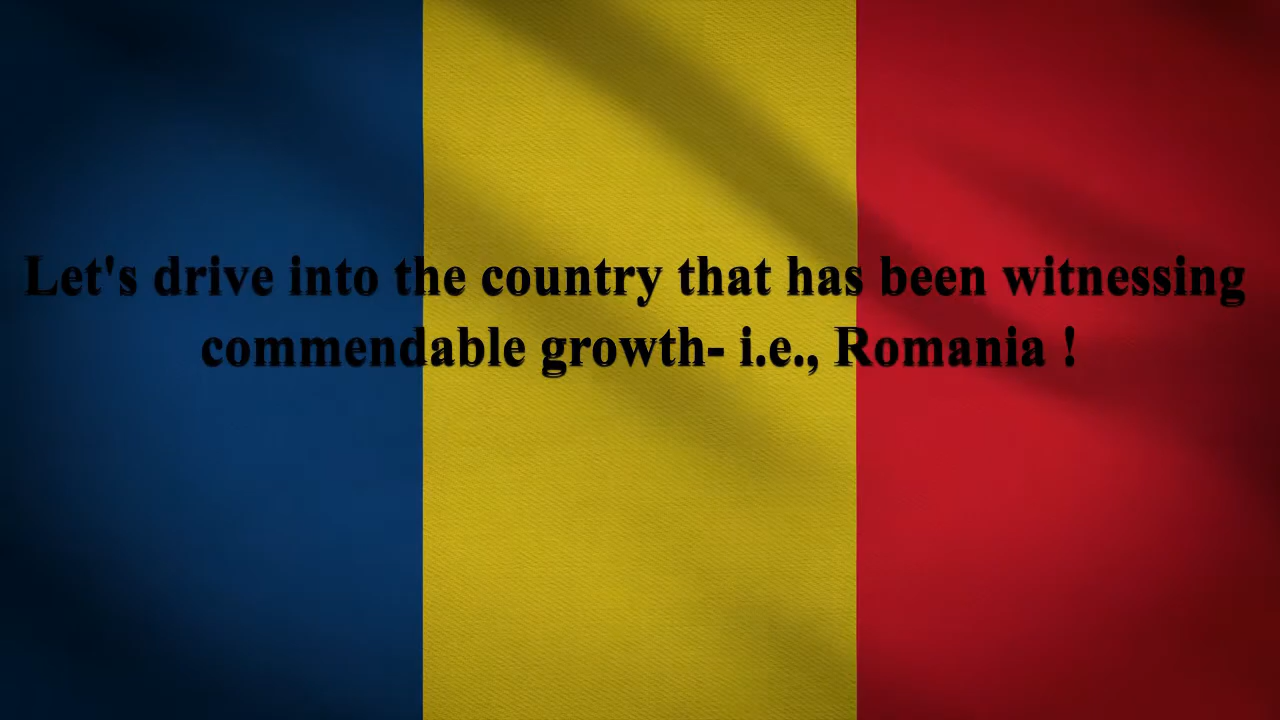 Let's drive into the country that has been witnessing
commendable growth- i.e., Romania !